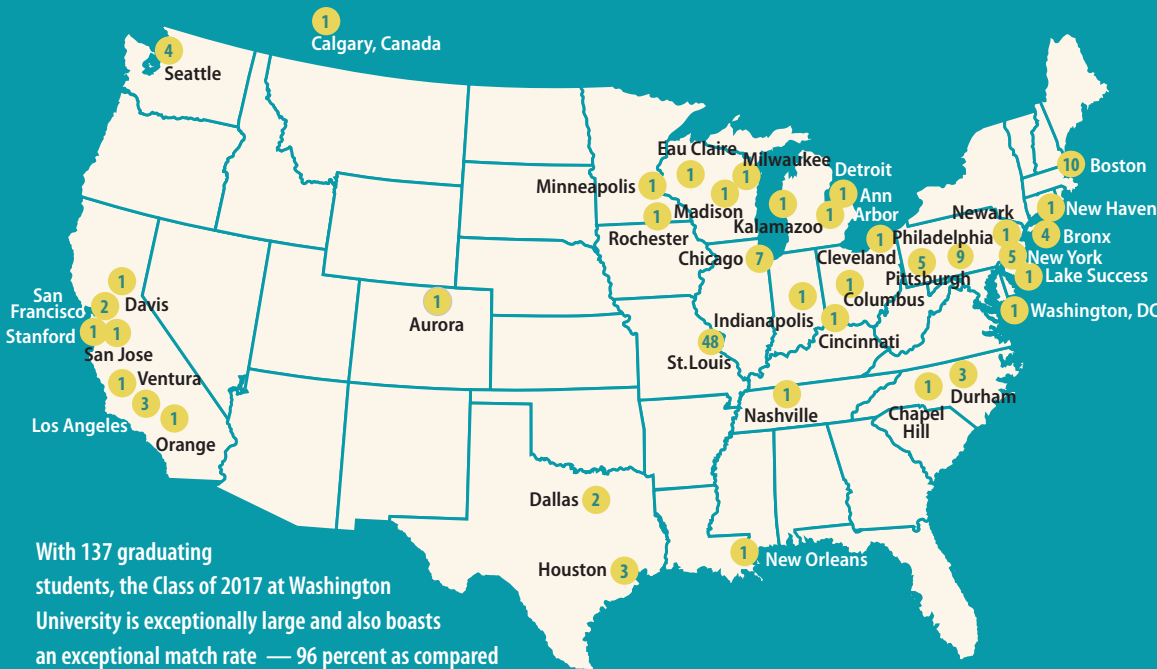 1
Calgary, Canada
4
Seattle
Eau Claire
1
Milwaukee
1
Minneapolis
1
Madison
1
Rochester
1
Detroit
1
Ann
Arbor
1
Kalamazoo
1
10
Boston
1
New Haven
Newark
1
4
Bronx
5
New York
1
Lake Success
1
Washington, DC
Philadelphia
9
Pittsburgh
5
Cleveland
1
Chicago
7
Columbus
1
Indianapolis
1
Cincinnati
1
1
Davis
San
Francisco
2
Stanford
1
1
San Jose
1
Ventura
3
Los Angeles
1
Orange
1
Aurora
48
St.Louis
1
Nashville
1
Chapel
Hill
3
Durham
Dallas
2
Houston
3
1
New Orleans
With 137 graduating
students, the Class of 2017 at Washington
University is exceptionally large and also boasts
an exceptional match rate — 96 percent as compared